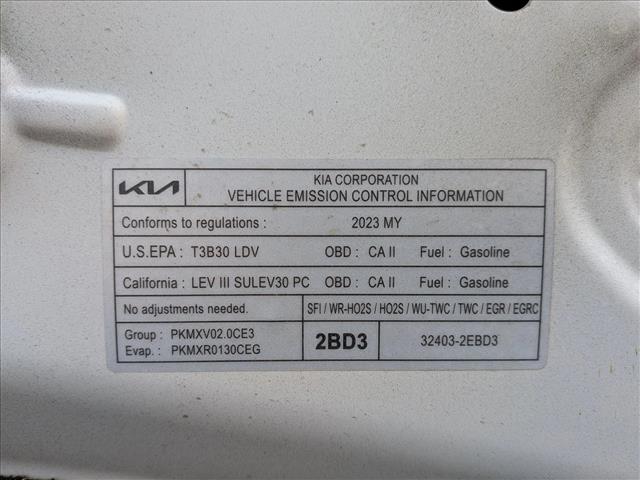 KIA
KIA CORPORATION
VEHICLE EMISSION CONTROL INFORMATION
Conforms to regulations : 2023 MY
U.S.EPA : T3B30 LDV OBD : CA II Fuel : Gasoline
California : LEV III SULEV30 PC OBD : CA II Fuel : Gasoline
No adjustments needed. SFI / WR-HO2S / HO2S / WU-TWC / TWC / EGR / EGRC
Group : PKMXV02.0CE3
Evap. : PKMXR0130CEG
2BD3
32403-2EBD3